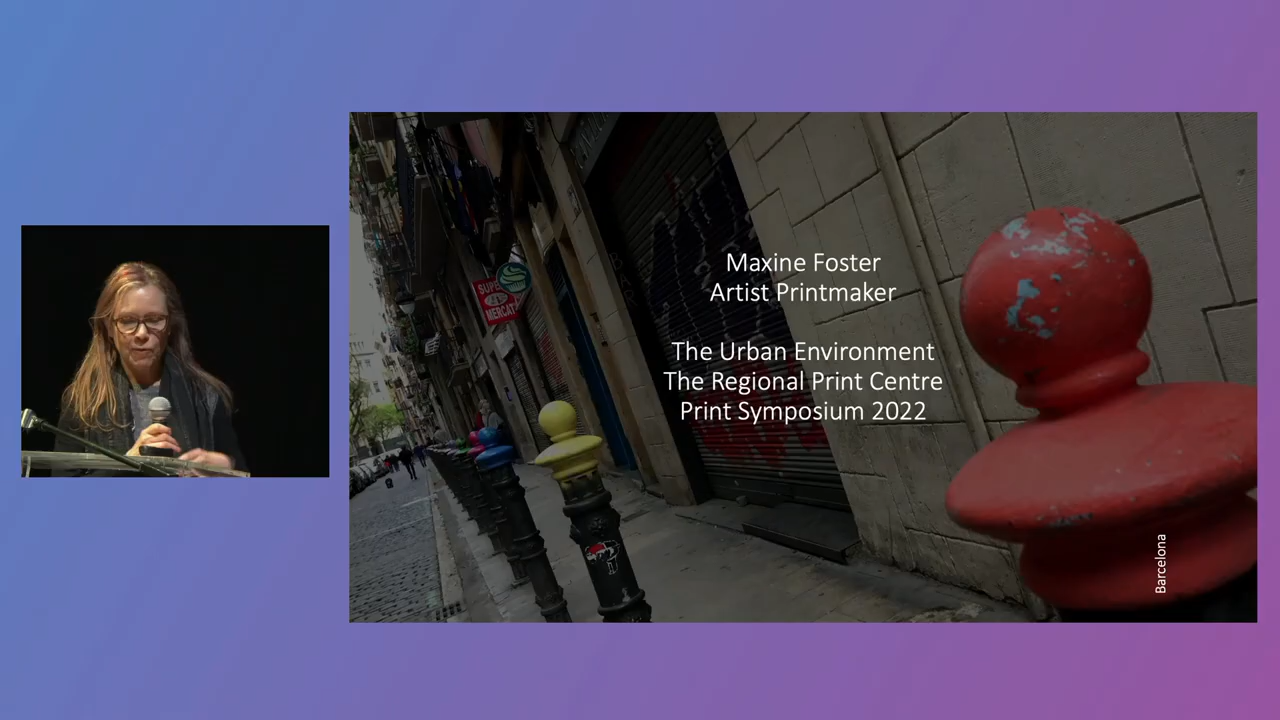 Maxine Foster
Artist Printmaker
The Urban Environment
The Regional Print Centre
Print Symposium 2022
SUPER
MERCAT
Barcelona